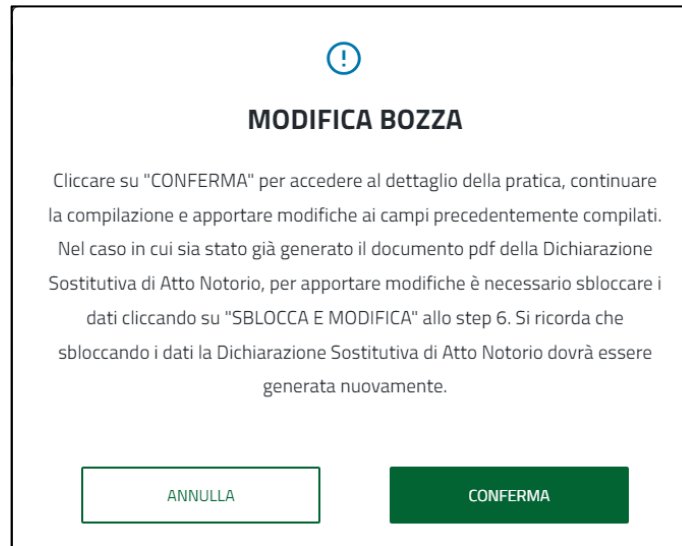 MODIFICA BOZZA
Cliccare su "CONFERMA" per accedere al dettaglio della pratica, continuare
la compilazione e apportare modifiche ai campi precedentemente compilati.
Nel caso in cui sia stato già generato il documento pdf della Dichiarazione
Sostitutiva di Atto Notorio, per apportare modifiche è necessario sbloccare i
dati cliccando su "SBLOCCA E MODIFICA" allo step 6. Si ricorda che
sbloccando i dati la Dichiarazione Sostitutiva di Atto Notorio dovrà essere
generata nuovamente.
ANNULLA
CONFERMA